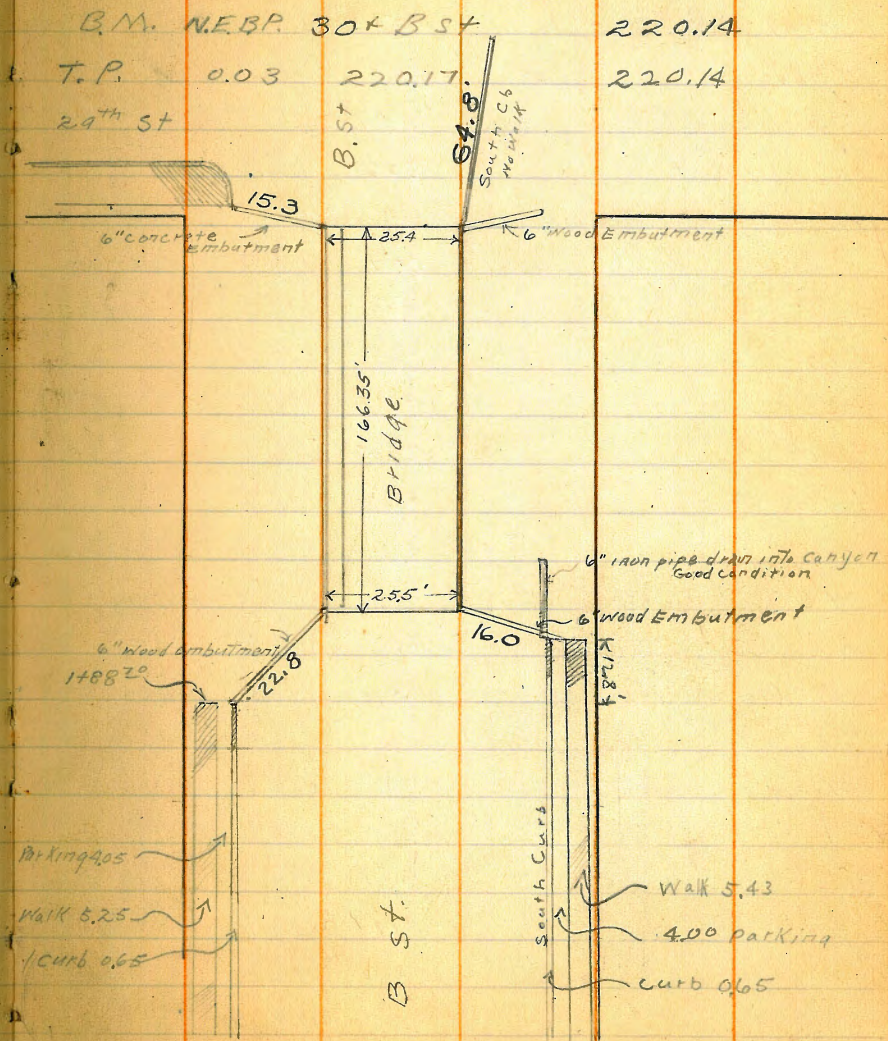 B.M. N.E.B.P. 30th B St 220.14
T.P. 0.03 220.17 220.14
29th St
B. St
64.8
South Cb
No Walk
15.3
6" Concrete
Embutment
25.4
6" Wood Embutment
166.35'
Bridge
6" iron pipe drain into Canyon
Good Condition
25.5'
6" Wood Embutment
16.0
6" Wood Embutment
1+88 20
22.8
Parking 4.05
Walk 5.25
Curb 0.65
B St.
South Curb
Walk 5.43
4.00 Parking
Curb 0.65